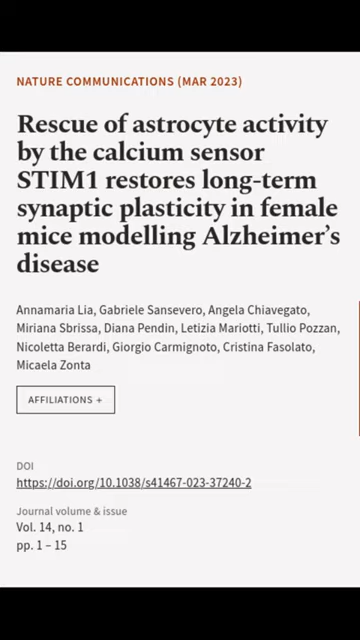 NATURE COMMUNICATIONS (MAR 2023)
Rescue of astrocyte activity
by the calcium sensor
STIM1 restores long-term
synaptic plasticity in female
mice modelling Alzheimer's
disease
Annamaria Lia, Gabriele Sansevero, Angela Chiavegato,
Miriana Sbrissa, Diana Pendin, Letizia Mariotti, Tullio Pozzan,
Nicoletta Berardi, Giorgio Carmignoto, Cristina Fasolato,
Micaela Zonta
AFFILIATIONS +
DOI
https://doi.org/10.1038/s41467-023-37240-2
Journal volume & issue
Vol. 14, no. 1
pp. 1 – 15